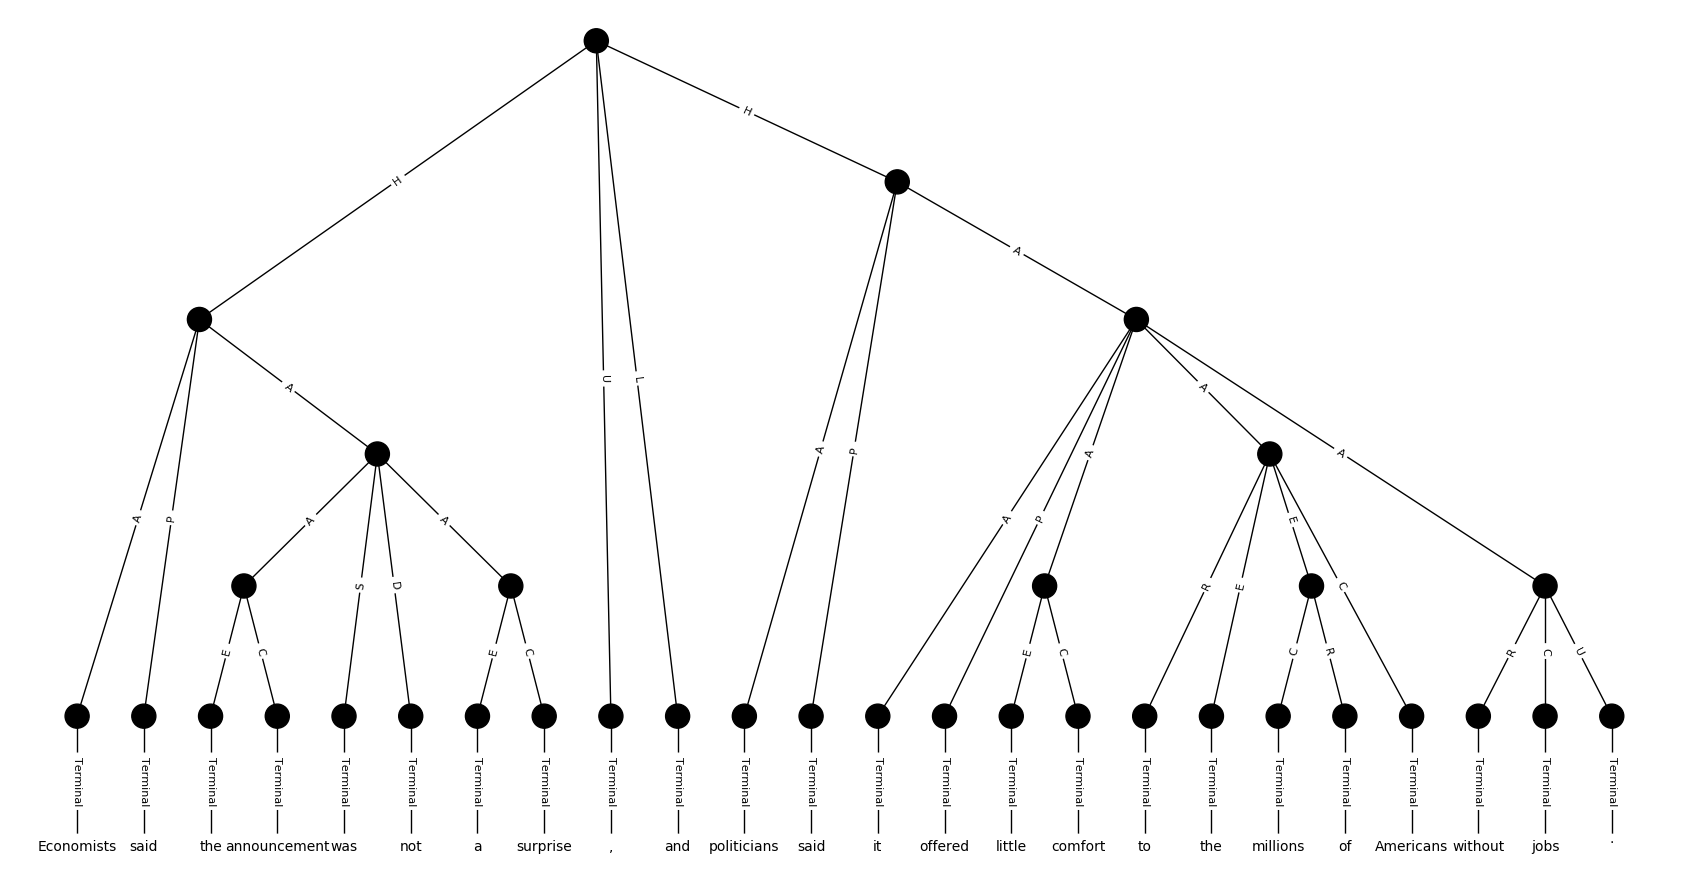 H
H
A
A
A
U
L
A
P
A
A
A
P
A
P
A
A
S
D
A
R
E
E
C
E
C
E
C
E
C
C
R
R
C
U
Terminal Terminal Terminal Terminal Terminal Terminal Terminal Terminal Terminal Terminal Terminal Terminal Terminal Terminal Terminal Terminal Terminal Terminal Terminal Terminal Terminal Terminal Terminal Terminal
Economists said the announcement was not a surprise , and politicians said it offered little comfort to the millions of Americans without jobs .